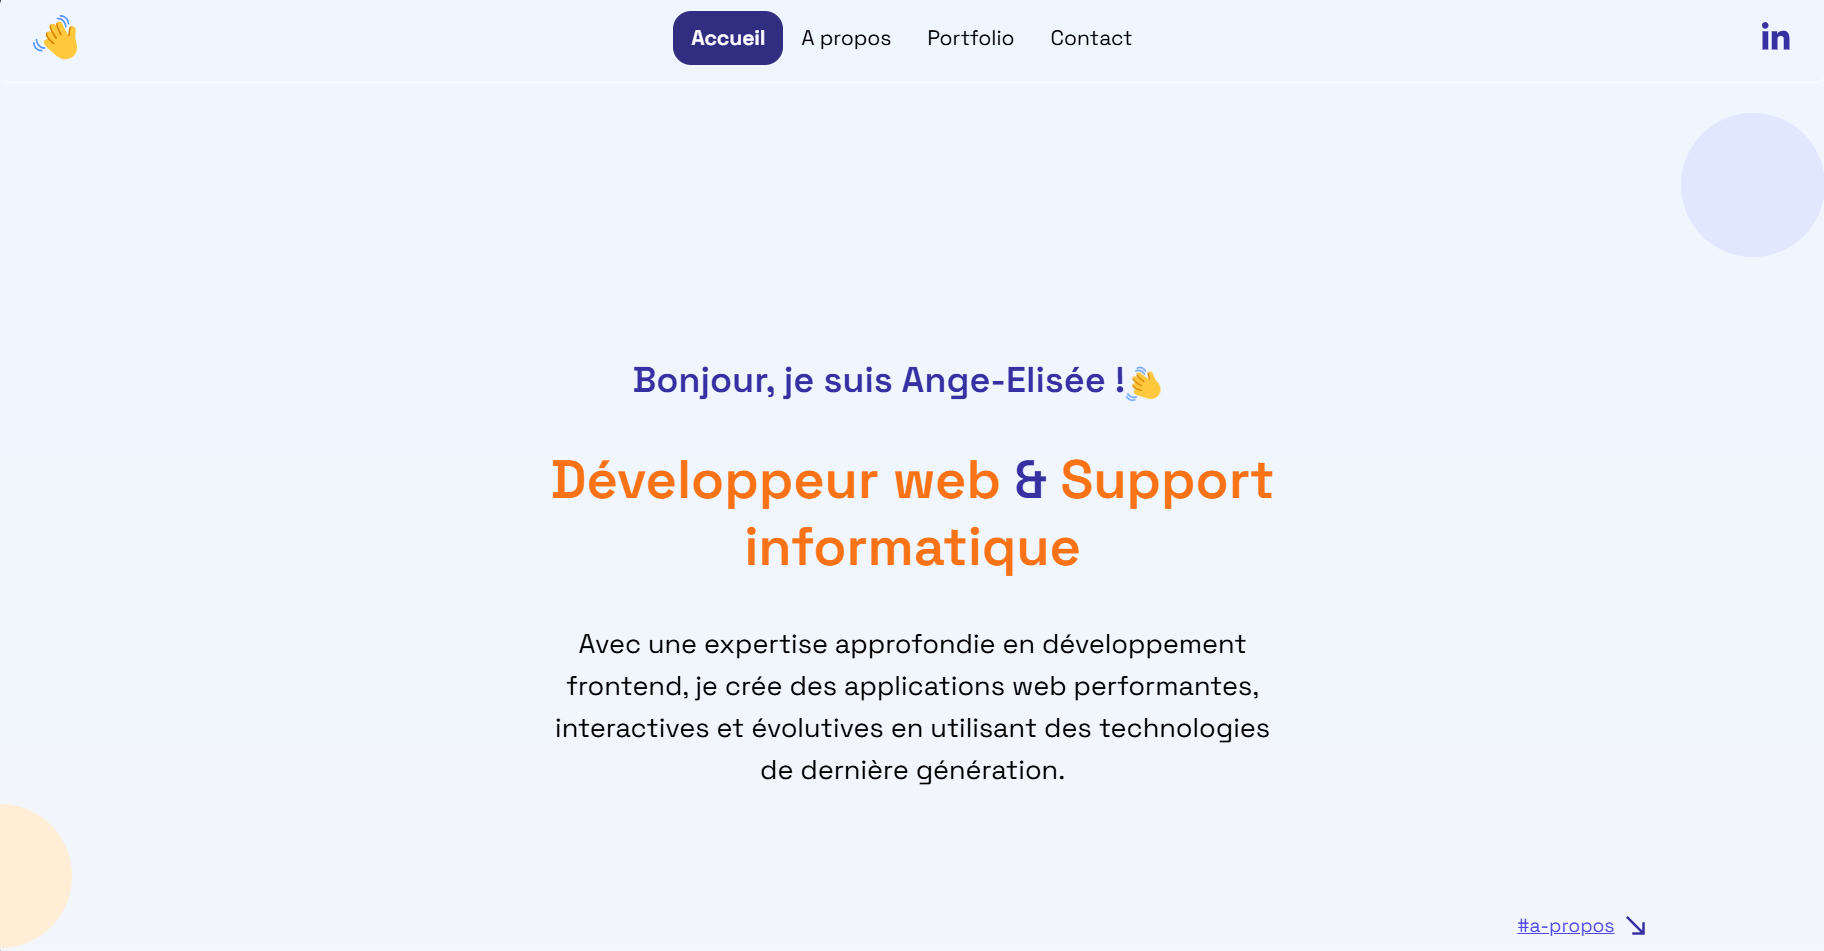 Accueil A propos Portfolio Contact
in
Bonjour, je suis Ange-Elisée !
Développeur web & Support
informatique
Avec une expertise approfondie en développement
frontend, je crée des applications web performantes,
interactives et évolutives en utilisant des technologies
de dernière génération.
#a-propos